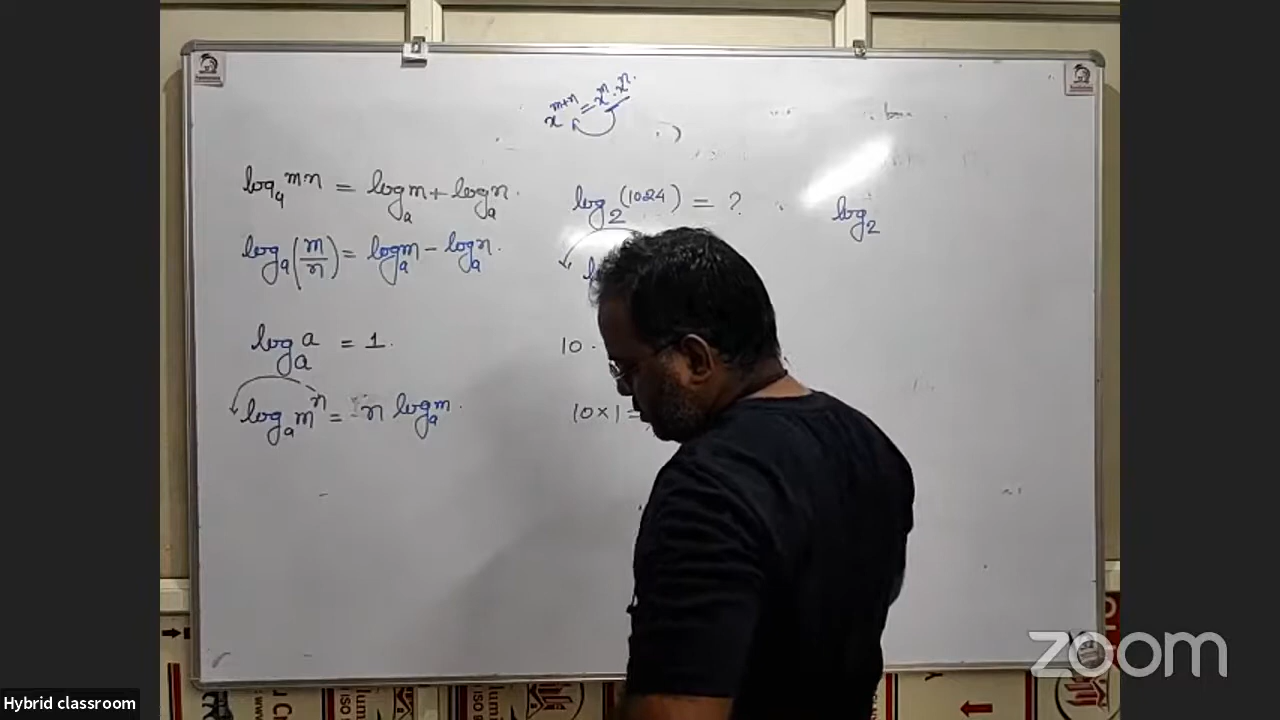 x^{m+n} = x^m . x^n.
log_a mn = log_a m + log_a n.
log_a (m/n) = log_a m - log_a n.
log_a a = 1.
log_a m^n = n log_a m.
log_2 (1024) = ?
10 .
10 × 1 =
log_2
zoom
Hybrid classroom